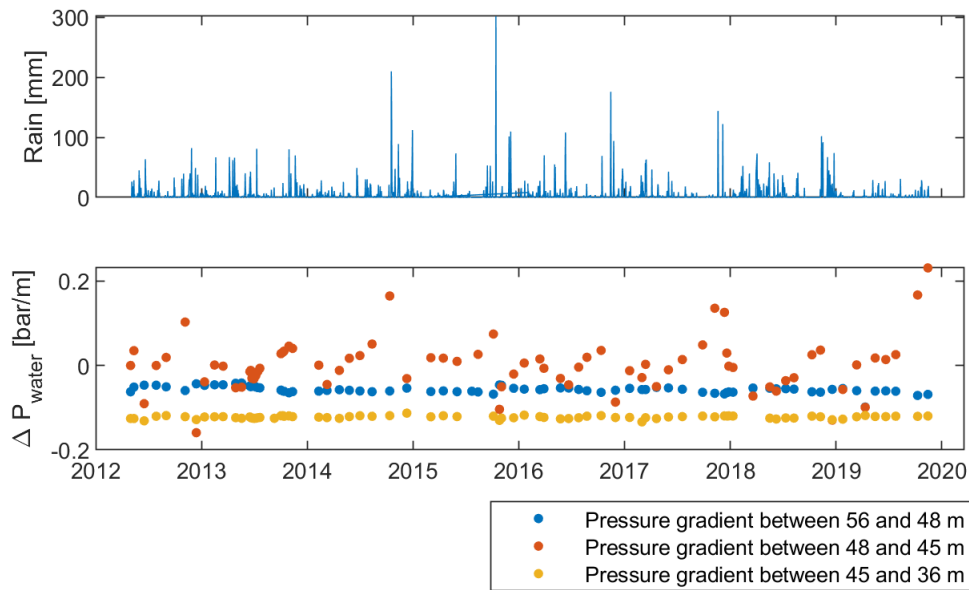 300
200
100
0
Rain [mm]
0.2
0
-0.2
Δ P_water [bar/m]
2012 2013 2014 2015 2016 2017 2018 2019 2020
Pressure gradient between 56 and 48 m
Pressure gradient between 48 and 45 m
Pressure gradient between 45 and 36 m